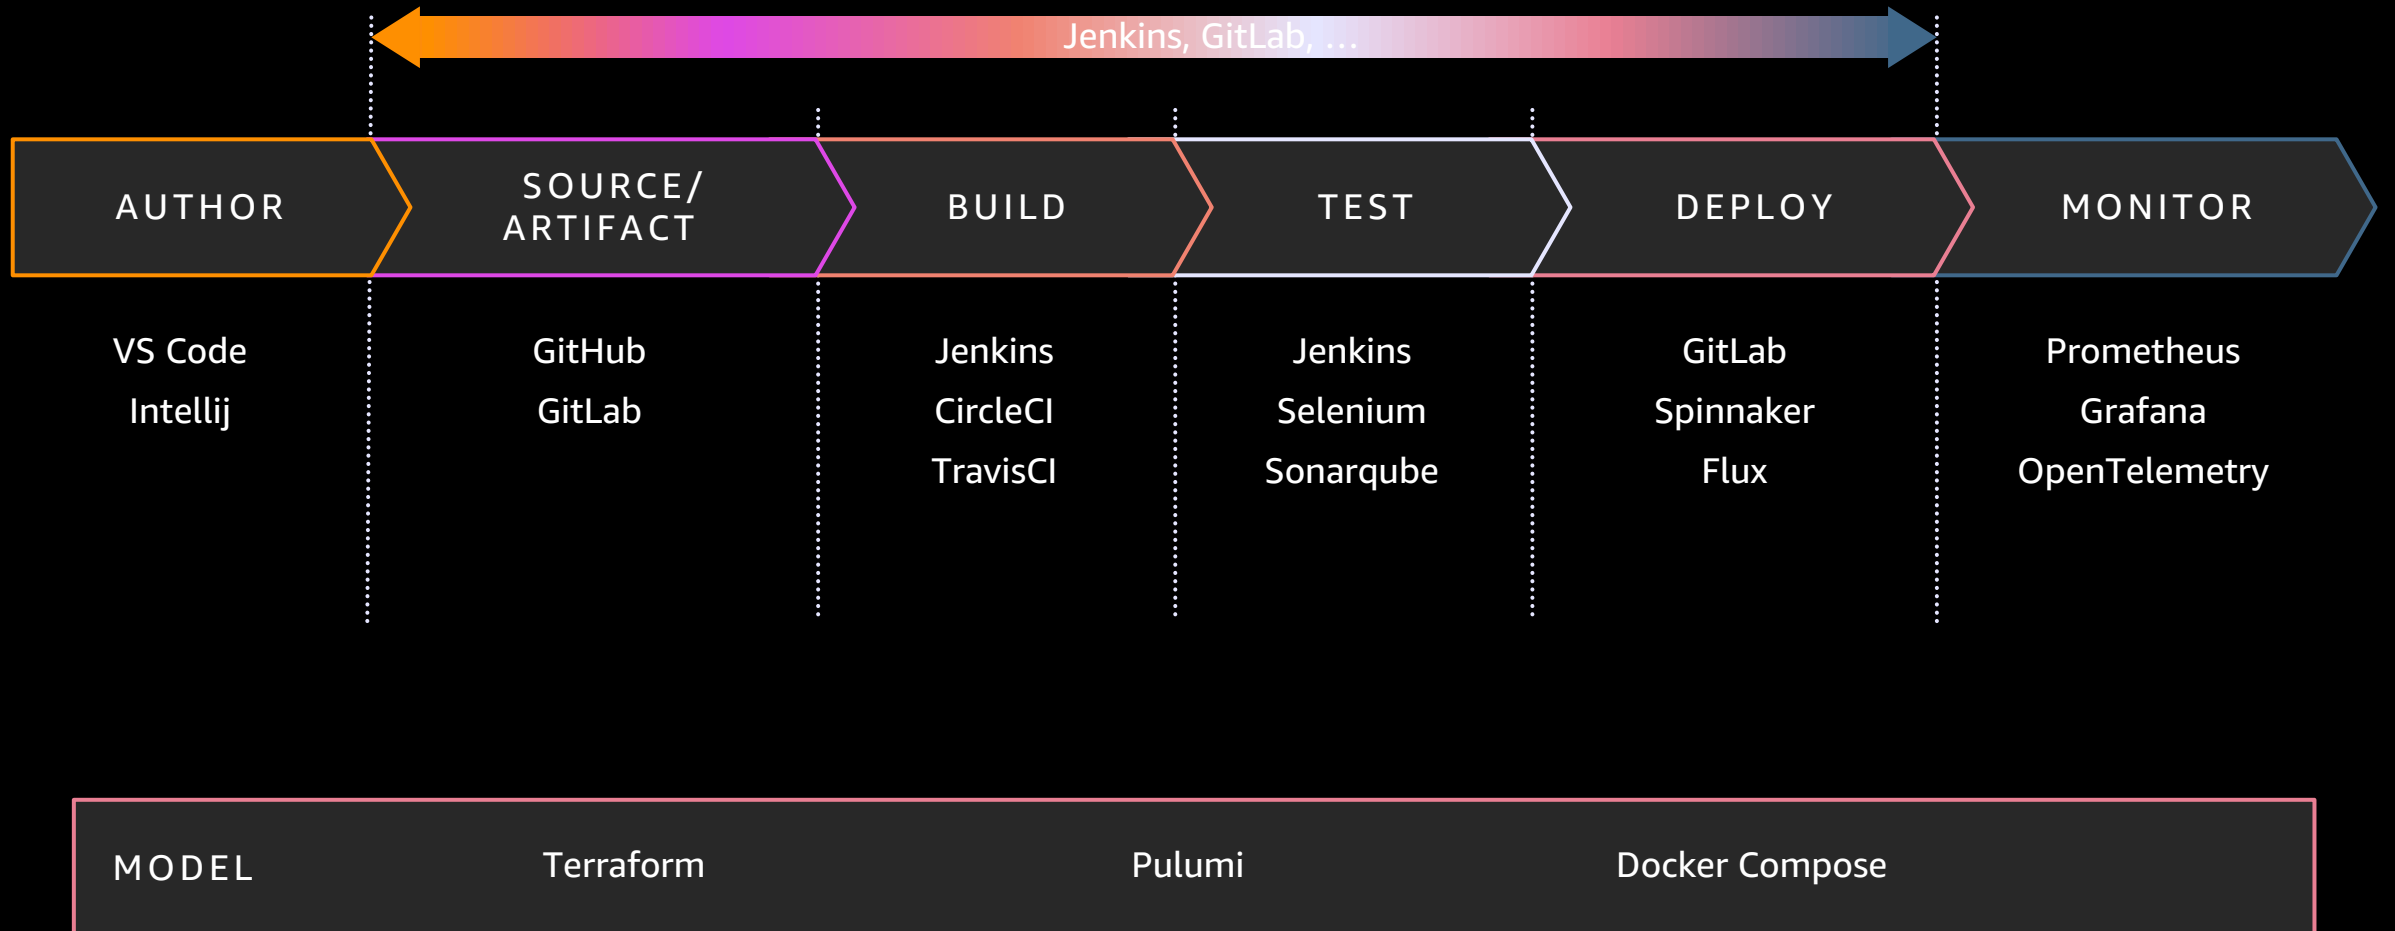 Jenkins, GitLab, …
AUTHOR
SOURCE/
ARTIFACT
BUILD
TEST
DEPLOY
MONITOR
VS Code
Intellij
GitHub
GitLab
Jenkins
CircleCI
TravisCI
Jenkins
Selenium
Sonarqube
GitLab
Spinnaker
Flux
Prometheus
Grafana
OpenTelemetry
MODEL
Terraform
Pulumi
Docker Compose